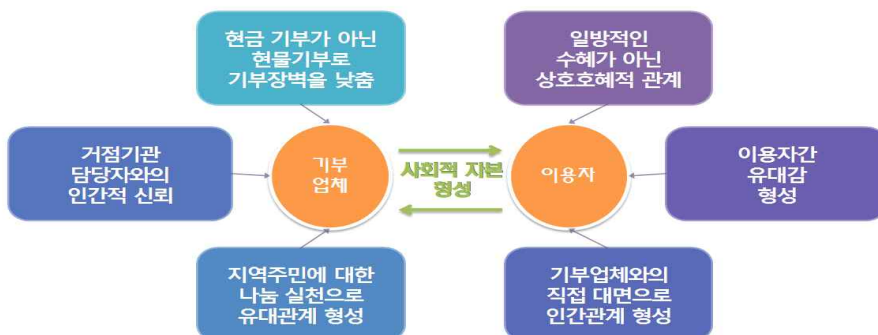 현금 기부가 아닌
현물기부로
기부장벽을 낮춤
일방적인
수혜가 아닌
상호호혜적 관계
거점기관
담당자와의
인간적 신뢰
기부
업체
사회적 자본
형성
이용자
이용자간
유대감
형성
지역주민에 대한
나눔 실천으로
유대관계 형성
기부업체와의
직접 대면으로
인간관계 형성